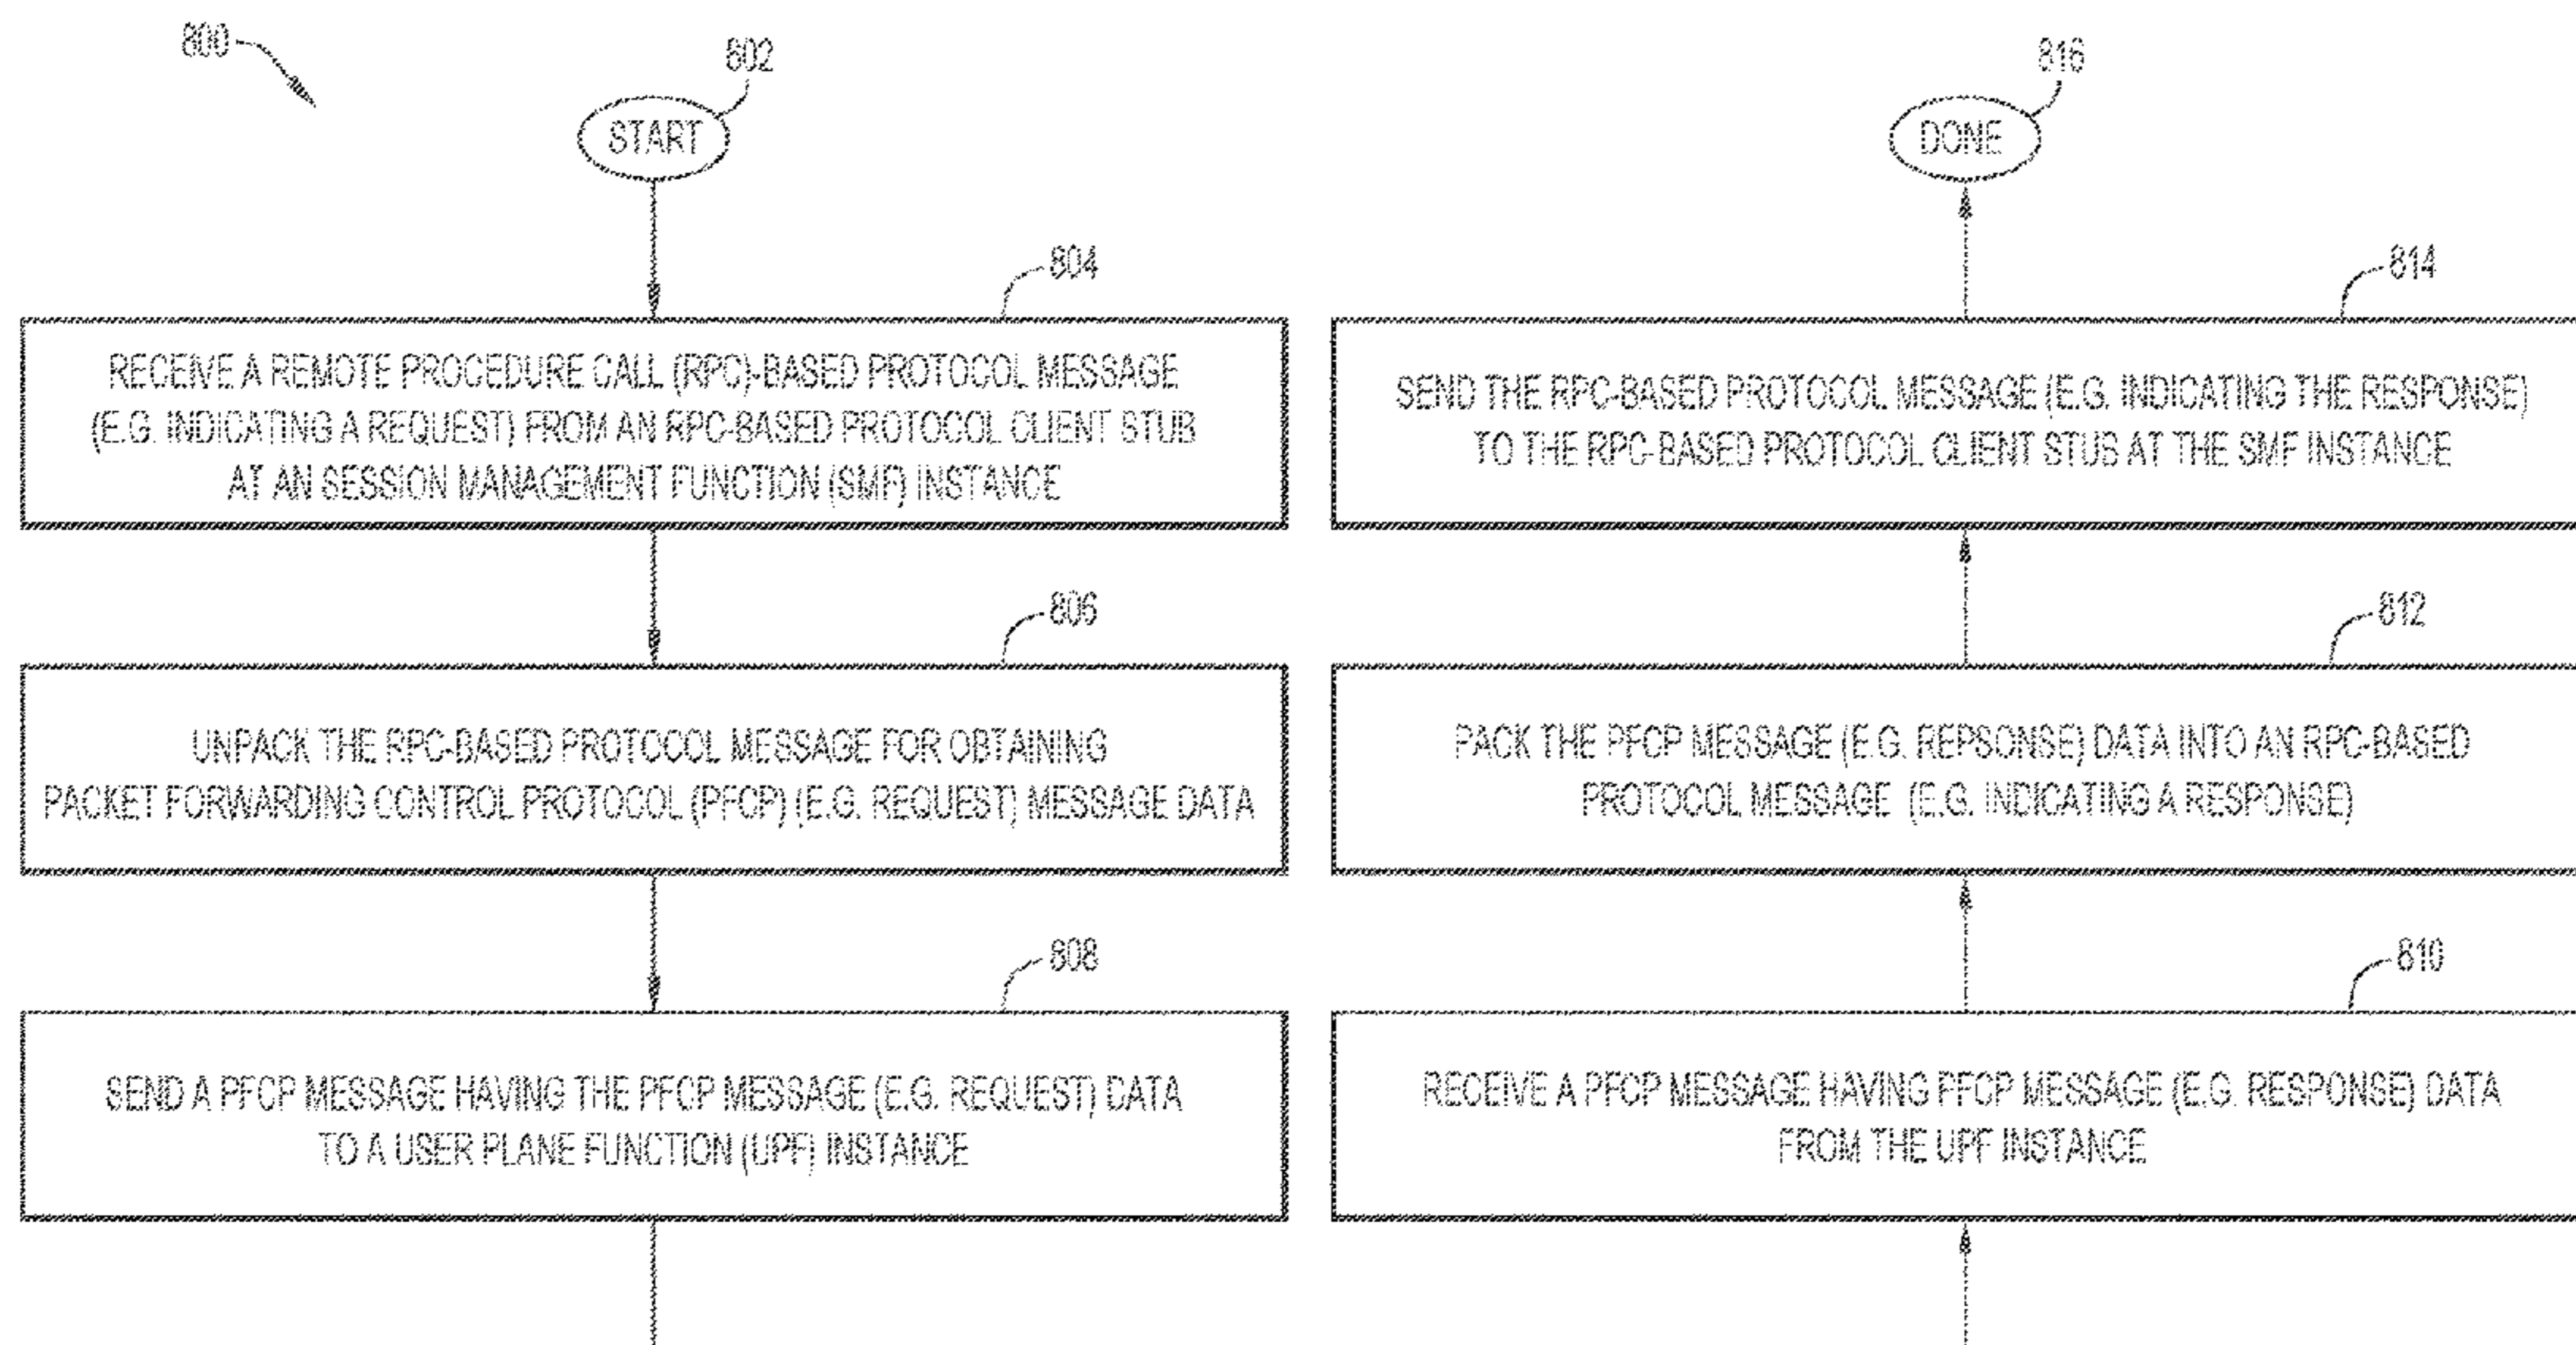 800
802
START
804
RECEIVE A REMOTE PROCEDURE CALL (RPC)-BASED PROTOCOL MESSAGE
(E.G. INDICATING A REQUEST) FROM AN RPC-BASED PROTOCOL CLIENT STUB
AT AN SESSION MANAGEMENT FUNCTION (SMF) INSTANCE
806
UNPACK THE RPC-BASED PROTOCOL MESSAGE FOR OBTAINING
PACKET FORWARDING CONTROL PROTOCOL (PFCP) (E.G. REQUEST) MESSAGE DATA
808
SEND A PFCP MESSAGE HAVING THE PFCP MESSAGE (E.G. REQUEST) DATA
TO A USER PLANE FUNCTION (UPF) INSTANCE
816
DONE
814
SEND THE RPC-BASED PROTOCOL MESSAGE (E.G. INDICATING THE RESPONSE)
TO THE RPC-BASED PROTOCOL CLIENT STUB AT THE SMF INSTANCE
812
PACK THE PFCP MESSAGE (E.G. REPSONSE) DATA INTO AN RPC-BASED
PROTOCOL MESSAGE (E.G. INDICATING A RESPONSE)
810
RECEIVE A PFCP MESSAGE HAVING PFCP MESSAGE (E.G. RESPONSE) DATA
FROM THE UPF INSTANCE